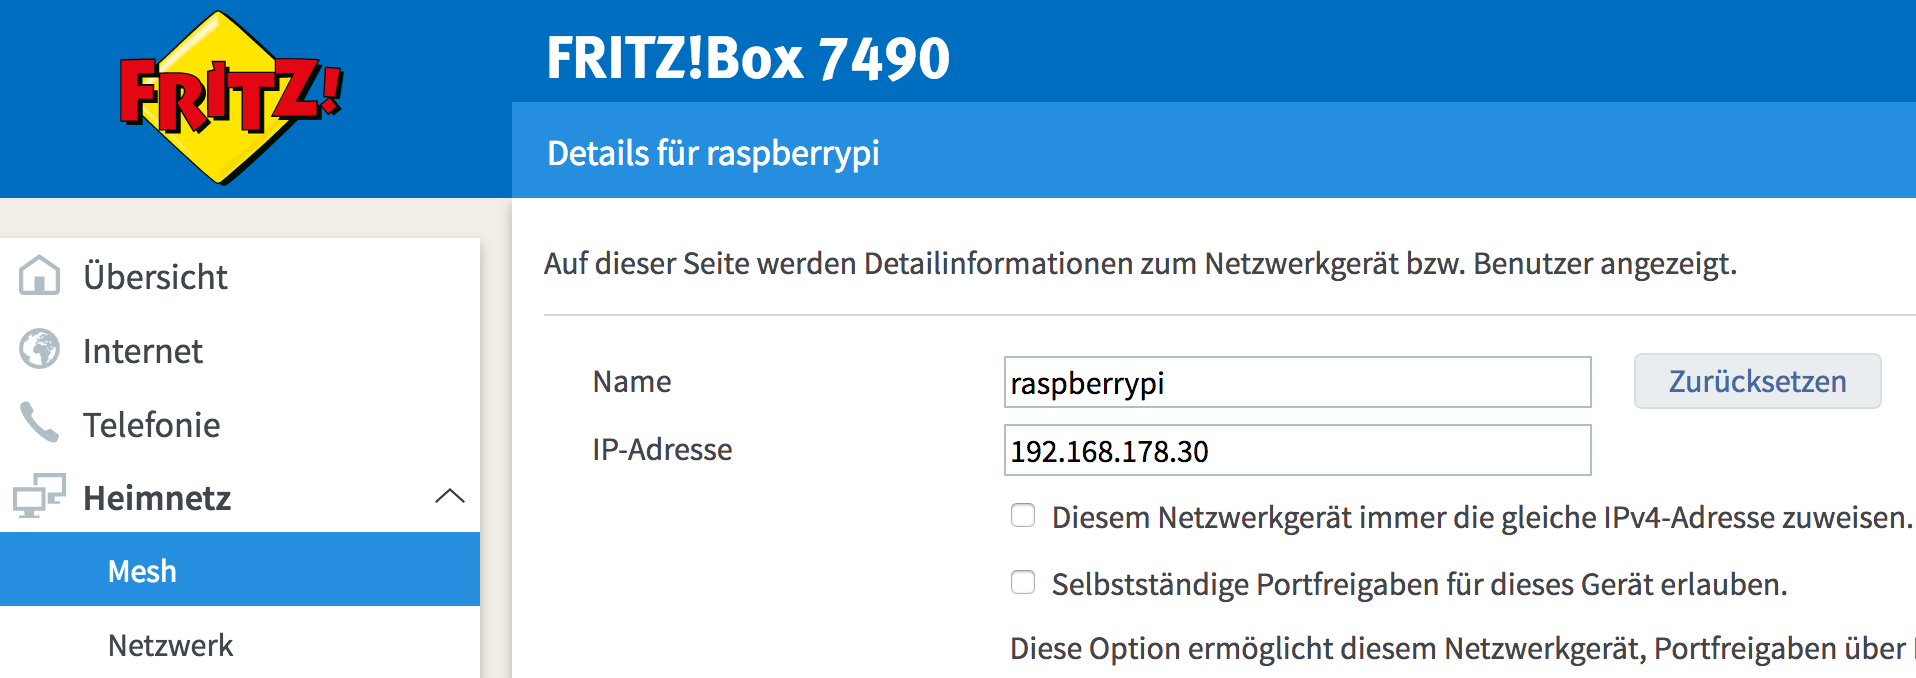 FRITZ!
FRITZ!Box 7490
Details für raspberrypi
Übersicht
Internet
Telefonie
Heimnetz
Mesh
Netzwerk
Auf dieser Seite werden Detailinformationen zum Netzwerkgerät bzw. Benutzer angezeigt.
Name raspberrypi Zurücksetzen
IP-Adresse 192.168.178.30
Diesem Netzwerkgerät immer die gleiche IPv4-Adresse zuweisen.
Selbstständige Portfreigaben für dieses Gerät erlauben.
Diese Option ermöglicht diesem Netzwerkgerät, Portfreigaben über